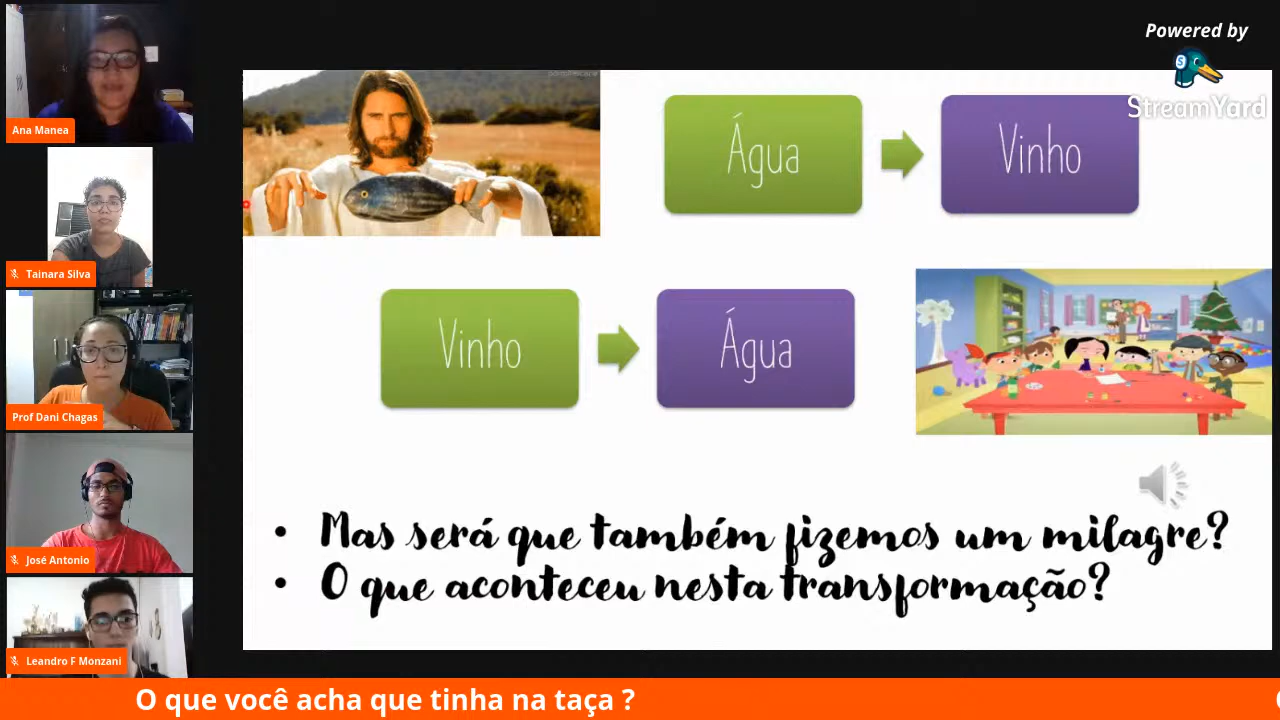 Ana Manea
Tainara Silva
Prof Dani Chagas
José Antonio
Leandro F Monzani
Powered by
StreamYard
Água
Vinho
Vinho
Água
• Mas será que também fizemos um milagre?
• O que aconteceu nesta transformação?
O que você acha que tinha na taça ?